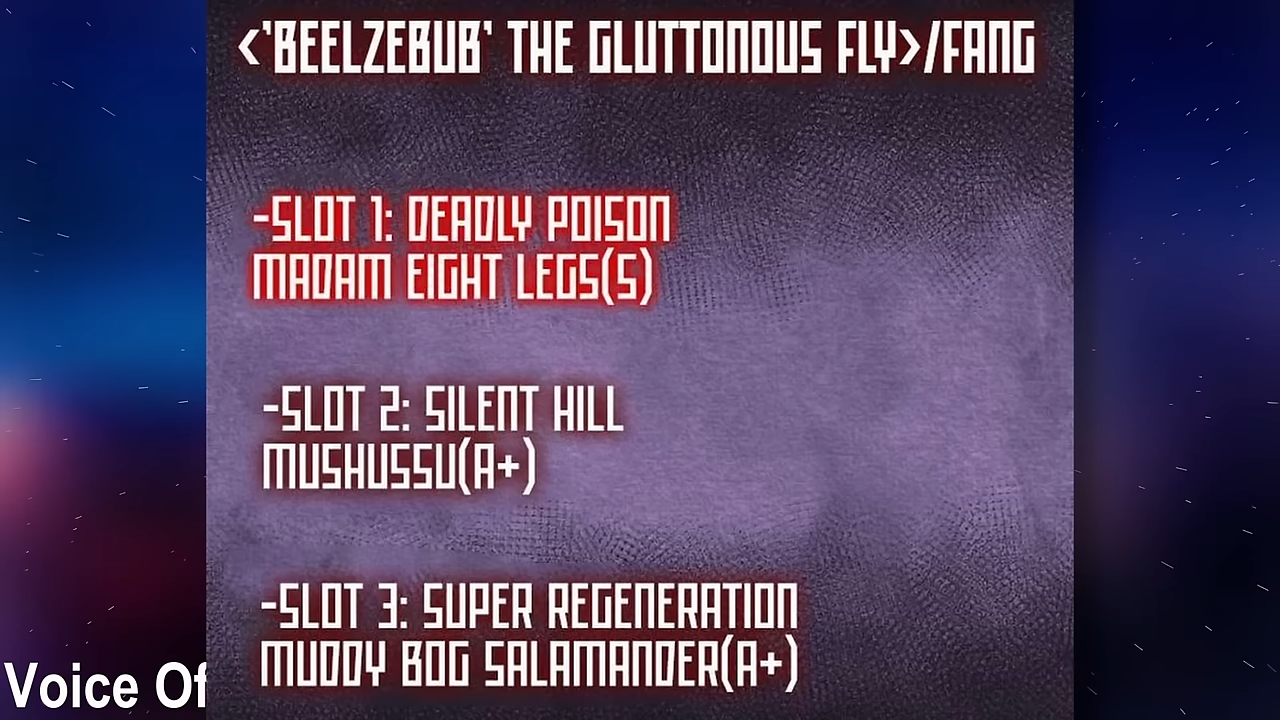 <'BEELZEBUB' THE GLUTTONOUS FLY>/FANG
-SLOT 1: DEADLY POISON
MADAM EIGHT LEGS(S)
-SLOT 2: SILENT HILL
MUSHUSSU(A+)
-SLOT 3: SUPER REGENERATION
MUDDY BOG SALAMANDER(A+)
Voice Of